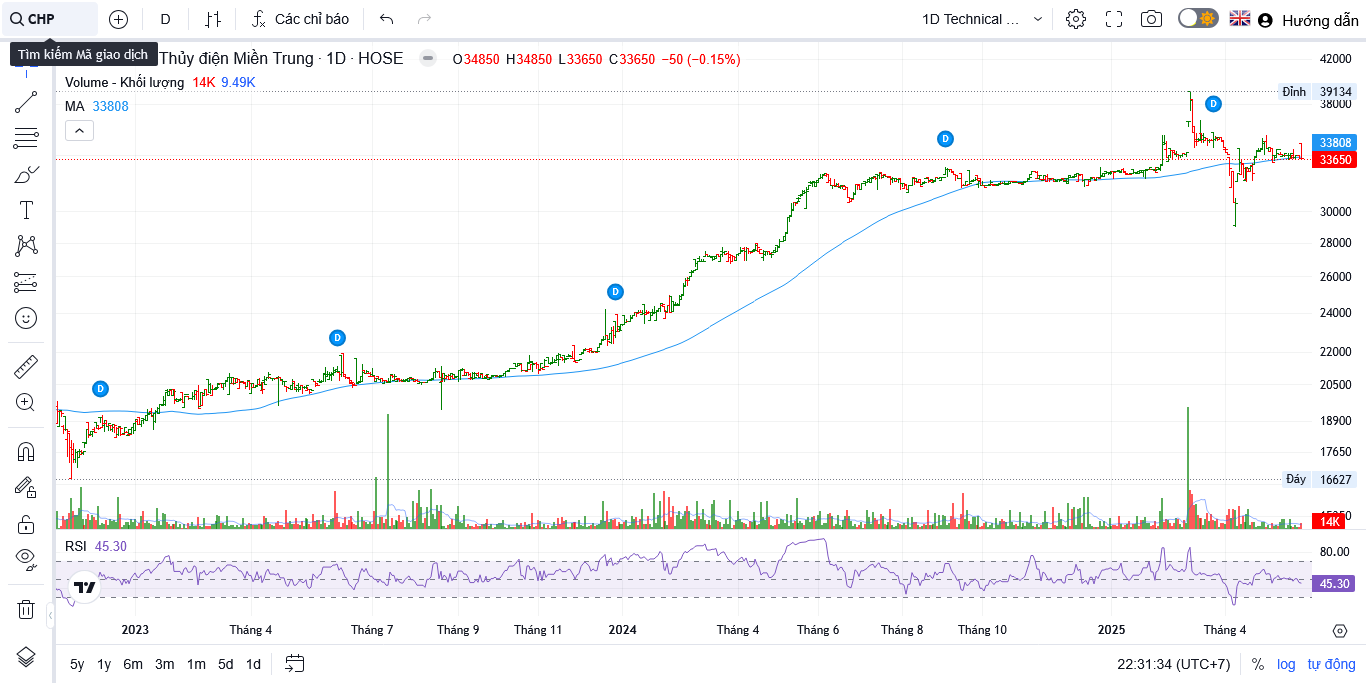 CHP D Các chỉ báo 1D Technical ... Hướng dẫn
Tìm kiếm Mã giao dịch
Thủy điện Miền Trung · 1D · HOSE O34850 H34850 L33650 C33650 −50 (−0.15%)
Volume - Khối lượng 14K 9.49K
MA 33808
42000
Đỉnh 39134
38000
33808
33650
30000
28000
26000
24000
22000
20500
18900
17650
Đáy 16627
14K
D
D
D
D
D
RSI 45.30
80.00
45.30
2023 Tháng 4 Tháng 7 Tháng 9 Tháng 11 2024 Tháng 4 Tháng 6 Tháng 8 Tháng 10 2025 Tháng 4
5y 1y 6m 3m 1m 5d 1d 22:31:34 (UTC+7) % log tự động